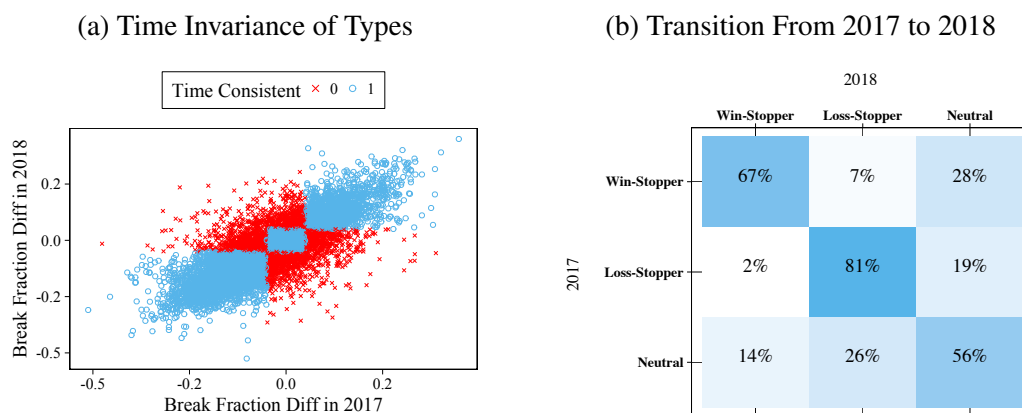 (a) Time Invariance of Types
Time Consistent × 0 ○ 1
Break Fraction Diff in 2018
0.2
0.0
-0.2
-0.5
-0.5 0.0 0.2
Break Fraction Diff in 2017
(b) Transition From 2017 to 2018
2018
Win-Stopper Loss-Stopper Neutral
2017
Win-Stopper 67% 7% 28%
Loss-Stopper 2% 81% 19%
Neutral 14% 26% 56%